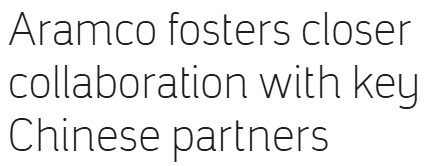 Aramco fosters closer
collaboration with key
Chinese partners